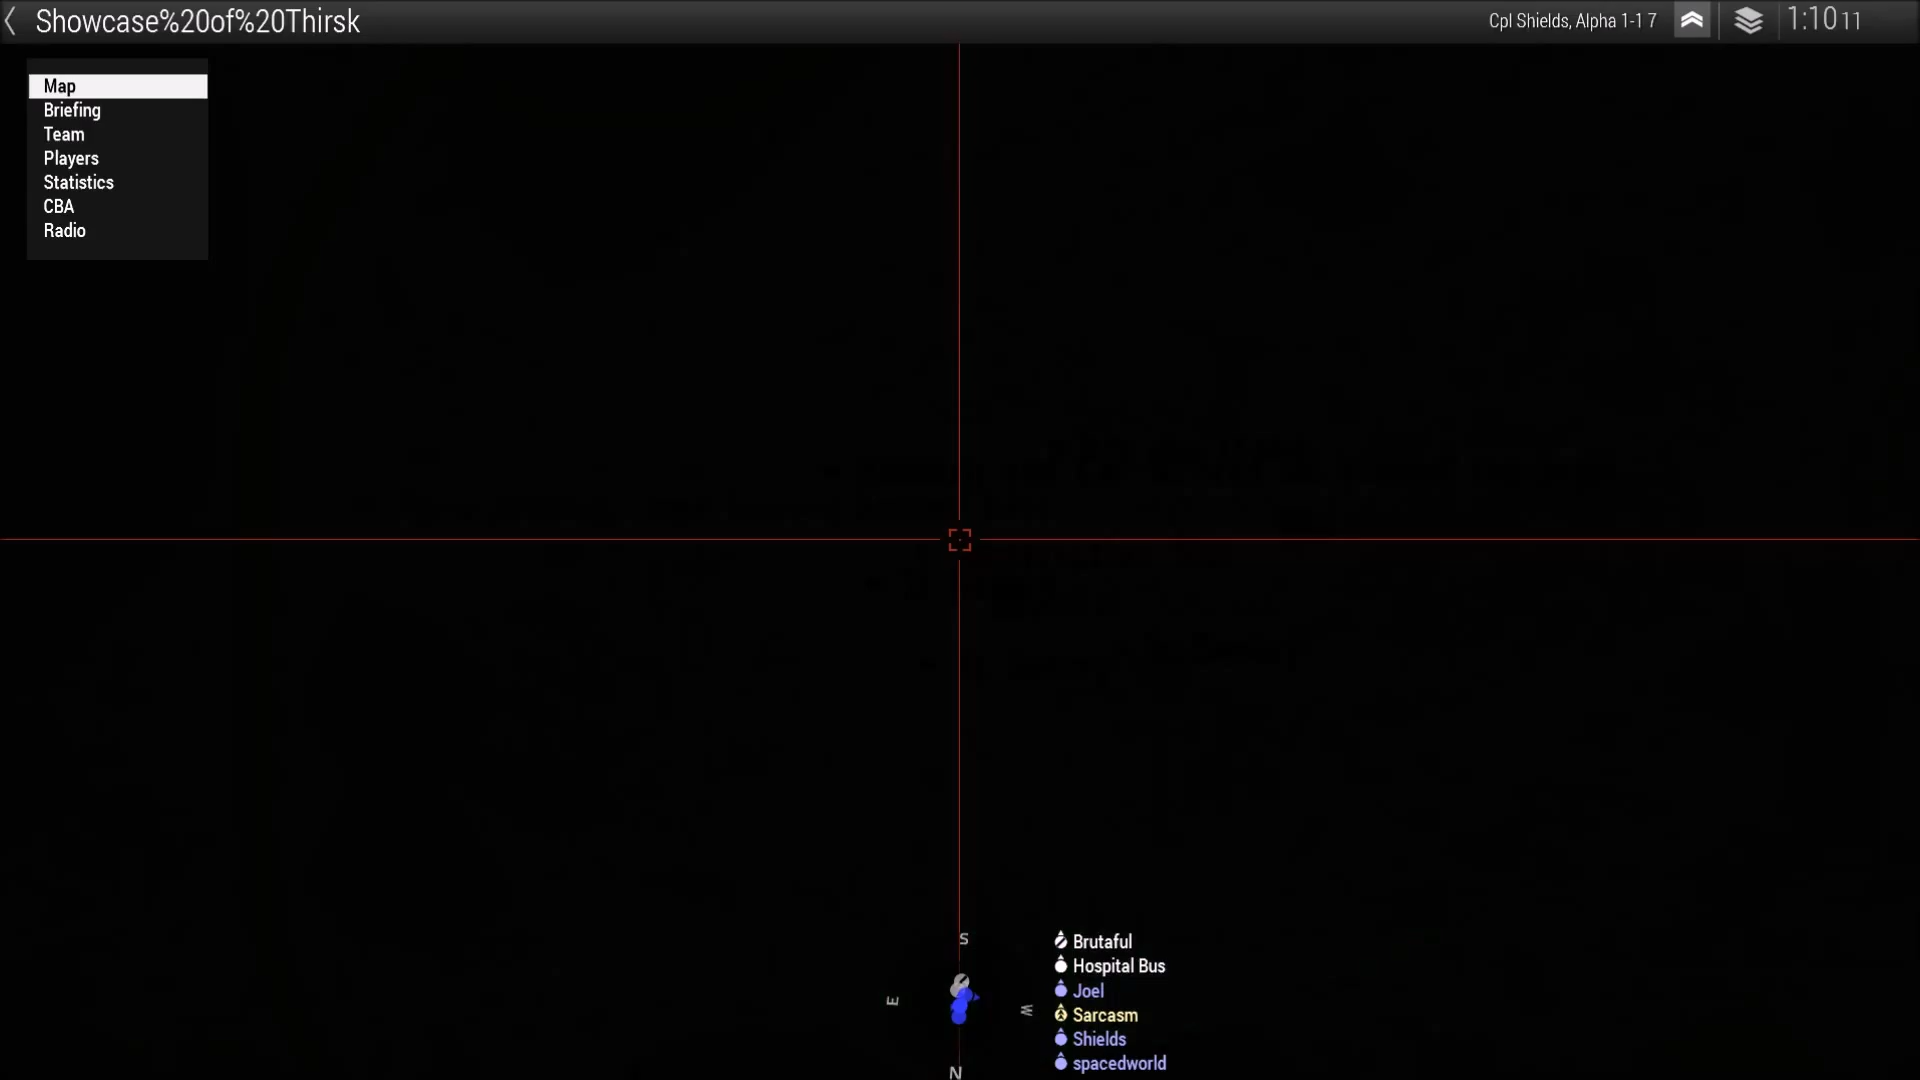 Showcase%20of%20Thirsk
Cpl Shields, Alpha 1-1 7
1:10 11
Map
Briefing
Team
Players
Statistics
CBA
Radio
S
E
W
N
Brutaful
Hospital Bus
Joel
Sarcasm
Shields
spacedworld